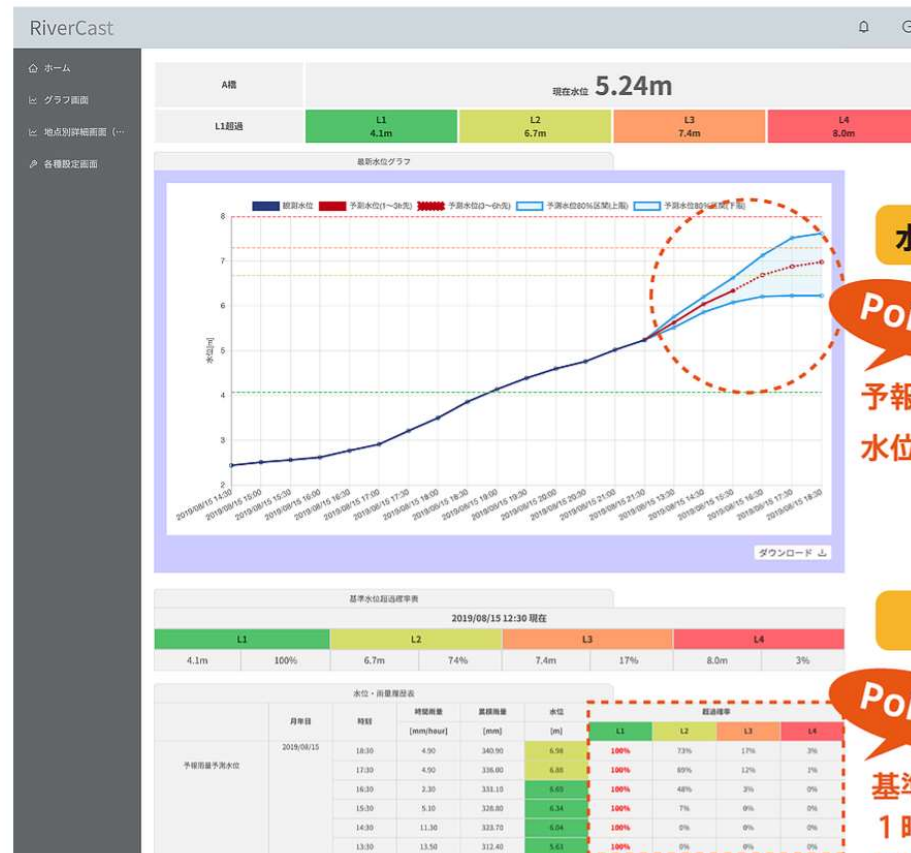 RiverCast
ホーム
グラフ画面
地点別詳細画面 (…
各種設定画面
A橋
現在水位 5.24m
L1超過
L1
4.1m
L2
6.7m
L3
7.4m
L4
8.0m
最新水位グラフ
観測水位 予測水位(1〜3h先) 予測水位(3〜6h先) 予測水位80%区間(上限) 予測水位80%区間(下限)
水位[m]
8
7
6
5
4
3
2
2019/08/15 14:30
2019/08/15 15:00
2019/08/15 15:30
2019/08/15 16:00
2019/08/15 16:30
2019/08/15 17:00
2019/08/15 17:30
2019/08/15 18:00
2019/08/15 18:30
2019/08/15 19:00
2019/08/15 19:30
2019/08/15 20:00
2019/08/15 20:30
2019/08/15 21:00
2019/08/15 21:30
2019/08/15 13:30
2019/08/15 14:30
2019/08/15 15:30
2019/08/15 16:30
2019/08/15 17:30
2019/08/15 18:30
ダウンロード
水
Poi
予報
水位
基準水位超過確率表
2019/08/15 12:30 現在
L1 L2 L3 L4
4.1m 100% 6.7m 74% 7.4m 17% 8.0m 3%
水位・雨量履歴表
月年日 時刻 時間雨量 累積雨量 水位 超過確率
[mm/hour] [mm] [m] L1 L2 L3 L4
予報雨量予測水位
2019/08/15 18:30 4.90 340.90 6.98 100% 73% 17% 3%
17:30 4.90 336.00 6.88 100% 12%
16:30 2.30 331.10 100% 48% 3% 0%
15:30 5.10 328.80 6.34 100% 7% 0% 0%
14:30 11.30 323.70 6.04 100% 0% 0% 0%
13:30 13.50 312.40 5.63 100% 0% 0% 0%
Poi
基準
1時